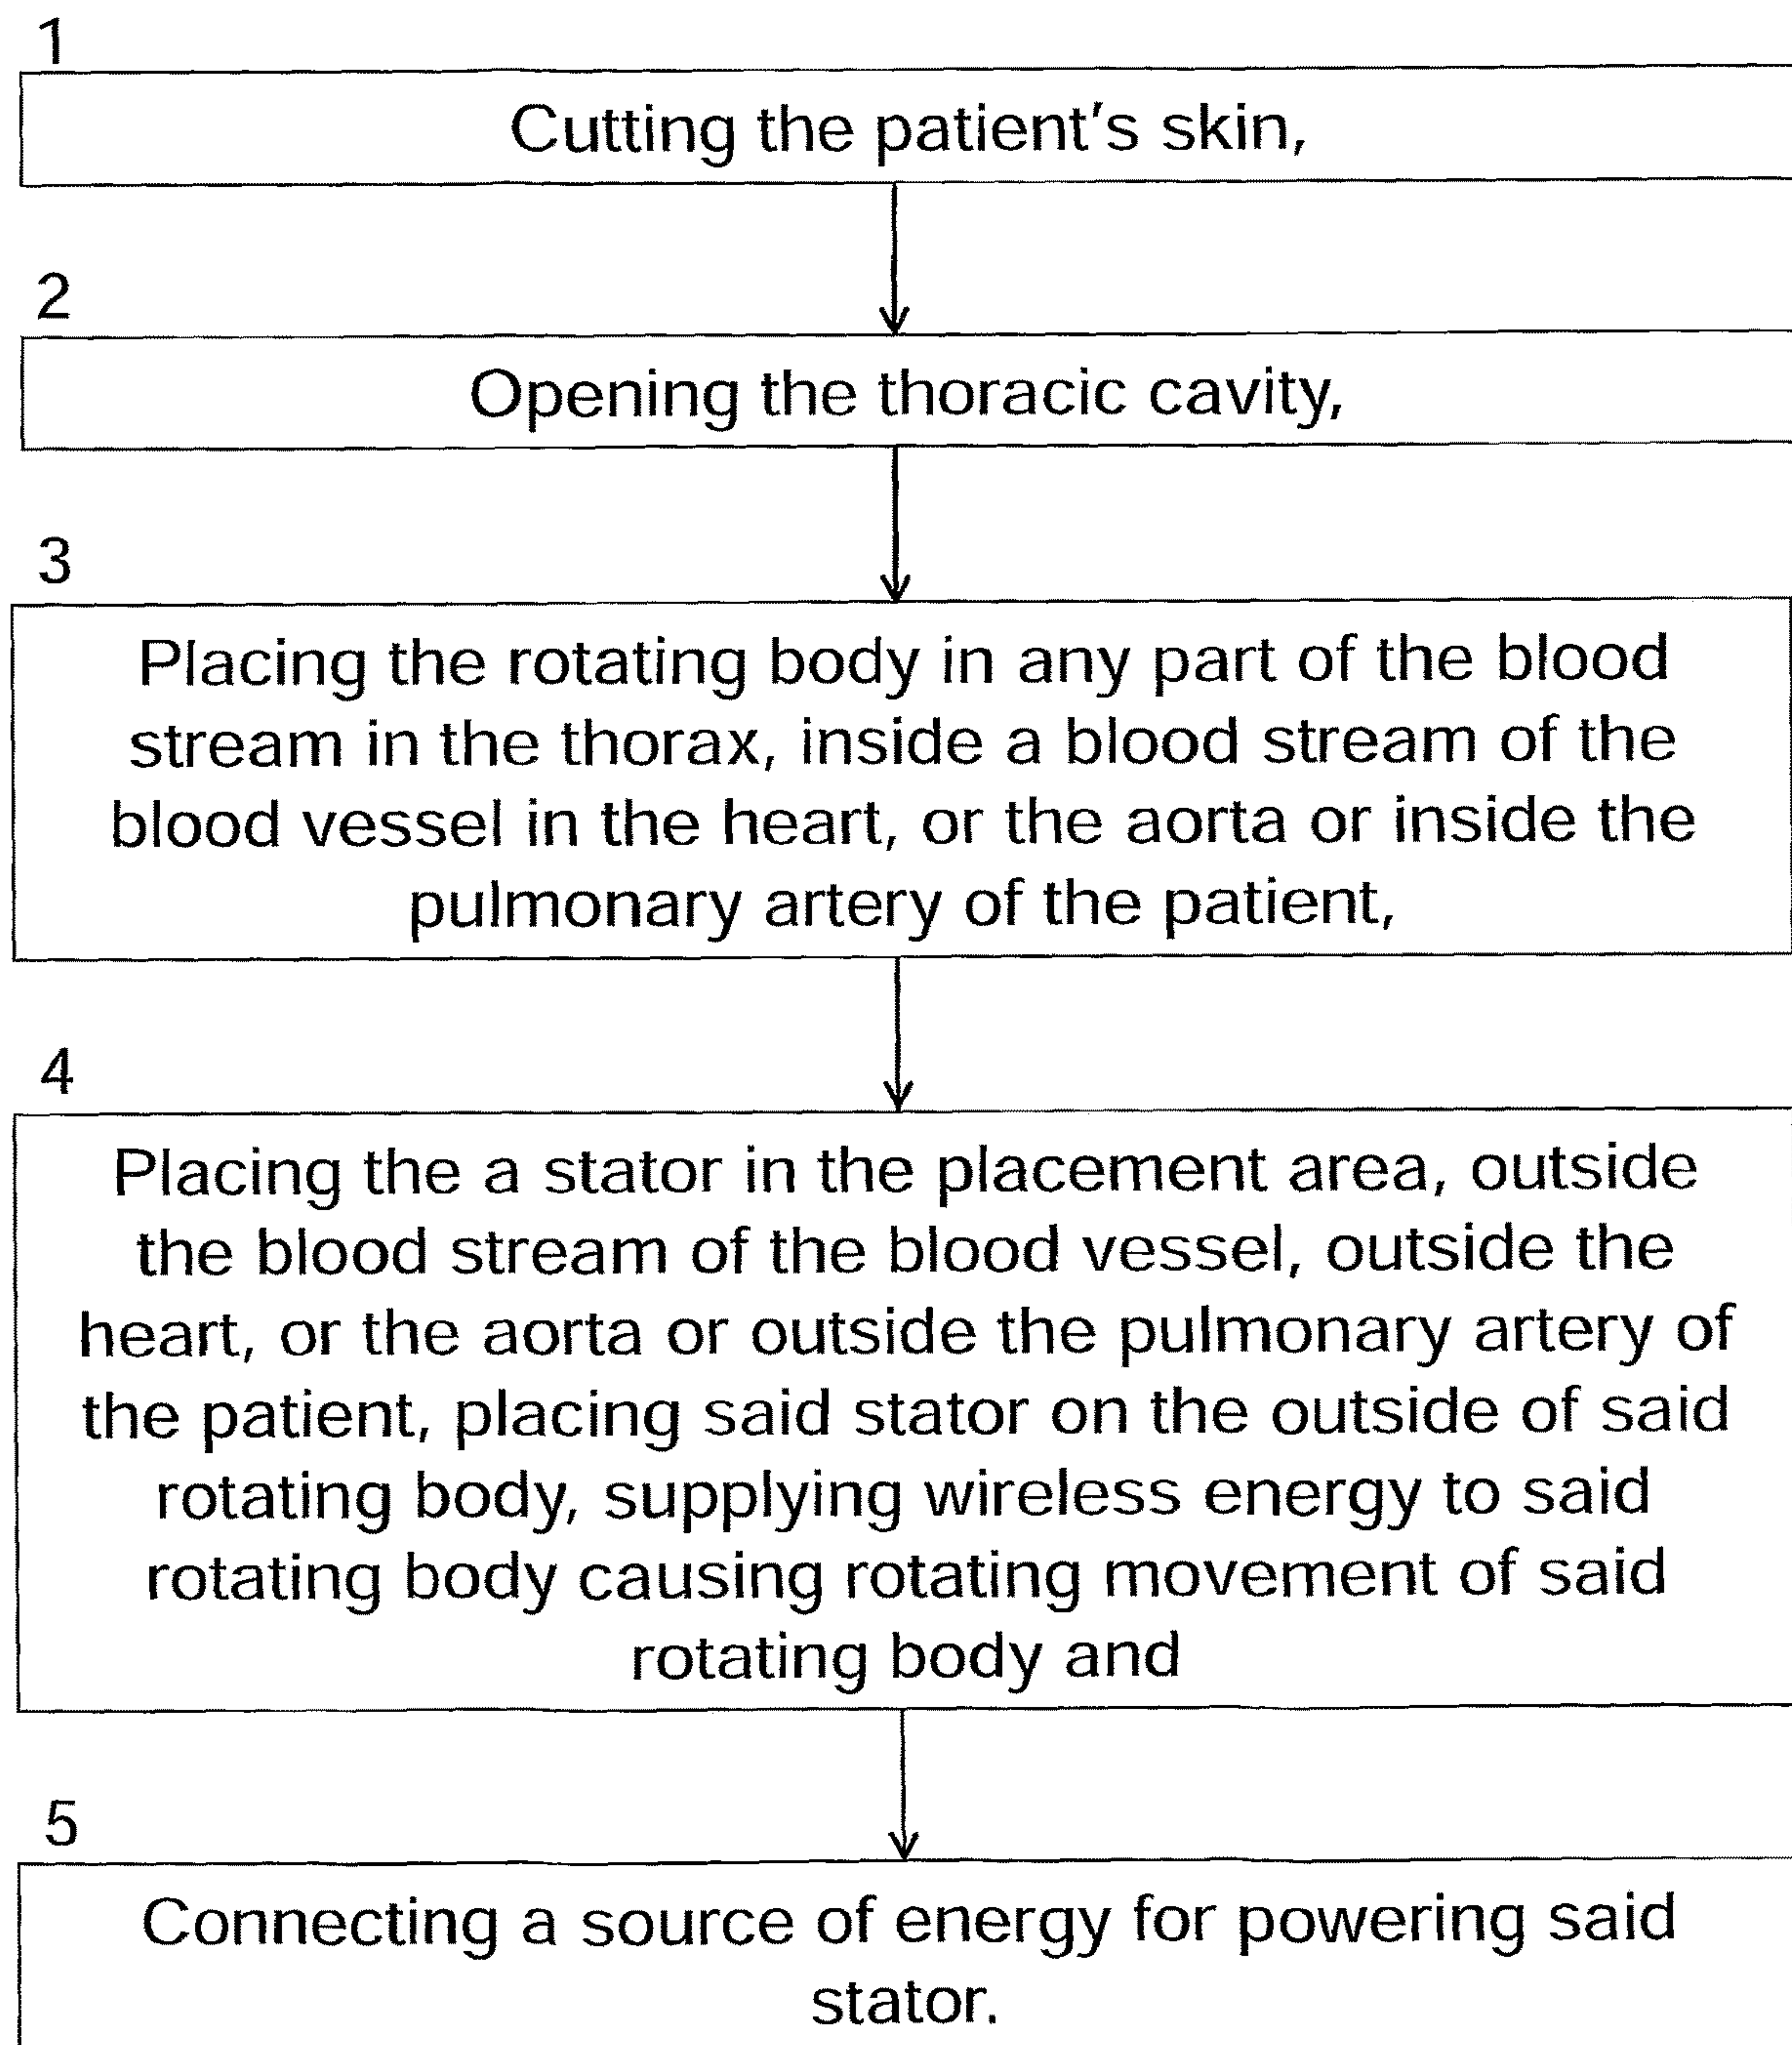 1
Cutting the patient's skin,
2
Opening the thoracic cavity,
3
Placing the rotating body in any part of the blood
stream in the thorax, inside a blood stream of the
blood vessel in the heart, or the aorta or inside the
pulmonary artery of the patient,
4
Placing the a stator in the placement area, outside
the blood stream of the blood vessel, outside the
heart, or the aorta or outside the pulmonary artery of
the patient, placing said stator on the outside of said
rotating body, supplying wireless energy to said
rotating body causing rotating movement of said
rotating body and
5
Connecting a source of energy for powering said
stator.